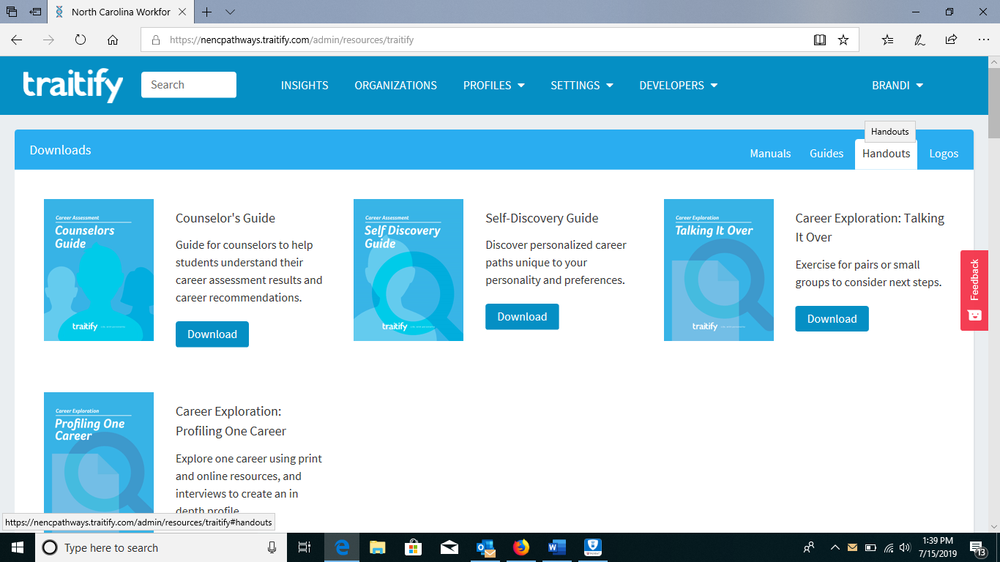 North Carolina Workfor
https://nencpathways.traitify.com/admin/resources/traitify
traitify
Search
INSIGHTS
ORGANIZATIONS
PROFILES
SETTINGS
DEVELOPERS
BRANDI
Handouts
Downloads
Manuals
Guides
Handouts
Logos
Career Assessment
Counselors
Guide
traitify
Counselor's Guide
Guide for counselors to help
students understand their
career assessment results and
career recommendations.
Download
Career Assessment
Self Discovery
Guide
traitify
Self-Discovery Guide
Discover personalized career
paths unique to your
personality and preferences.
Download
Career Exploration
Talking It Over
traitify
Career Exploration: Talking
It Over
Exercise for pairs or small
groups to consider next steps.
Download
Feedback
Career Exploration
Profiling One
Career
Career Exploration:
Profiling One Career
Explore one career using print
and online resources, and
interviews to create an in
depth profile
https://nencpathways.traitify.com/admin/resources/traitify#handouts
Type here to search
1:39 PM
7/15/2019
13